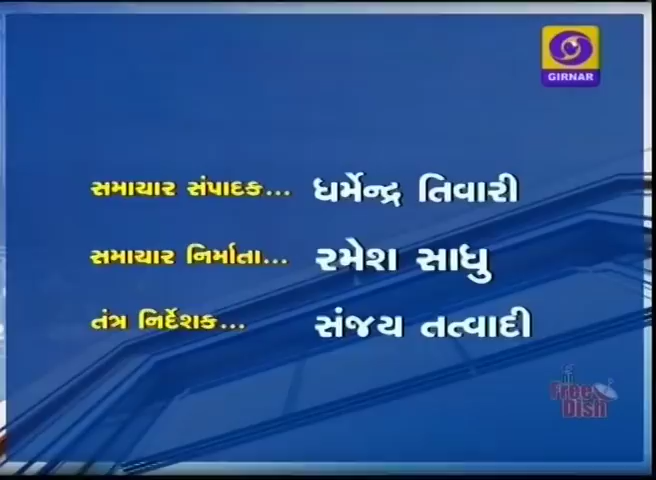 GIRNAR
સમાચાર સંપાદક... ધર્મેન્દ્ર તિવારી
સમાચાર નિર્માતા... રમેશ સાધુ
તંત્ર નિર્દેશક... સંજય તત્વાદી
Free
Dish